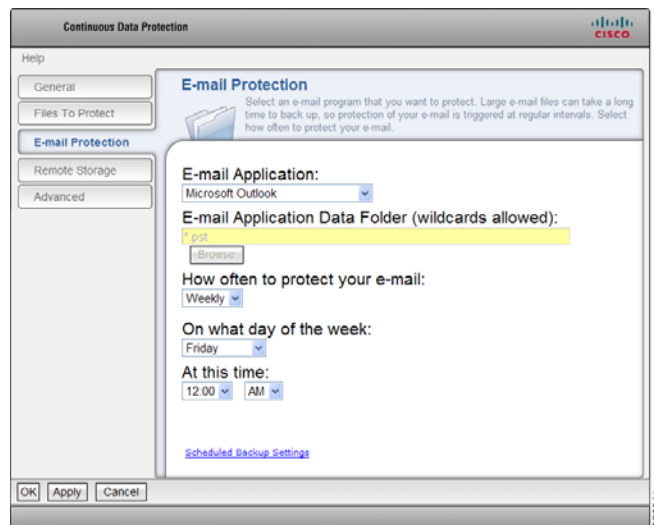 Continuous Data Protection
CISCO
Help
General
Files To Protect
E-mail Protection
Remote Storage
Advanced
E-mail Protection
Select an e-mail program that you want to protect. Large e-mail files can take a long
time to back up, so protection of your e-mail is triggered at regular intervals. Select
how often to protect your e-mail.
E-mail Application:
Microsoft Outlook
E-mail Application Data Folder (wildcards allowed):
*.pst
Browse
How often to protect your e-mail:
Weekly
On what day of the week:
Friday
At this time:
12:00 AM
Scheduled Backup Settings
OK Apply Cancel